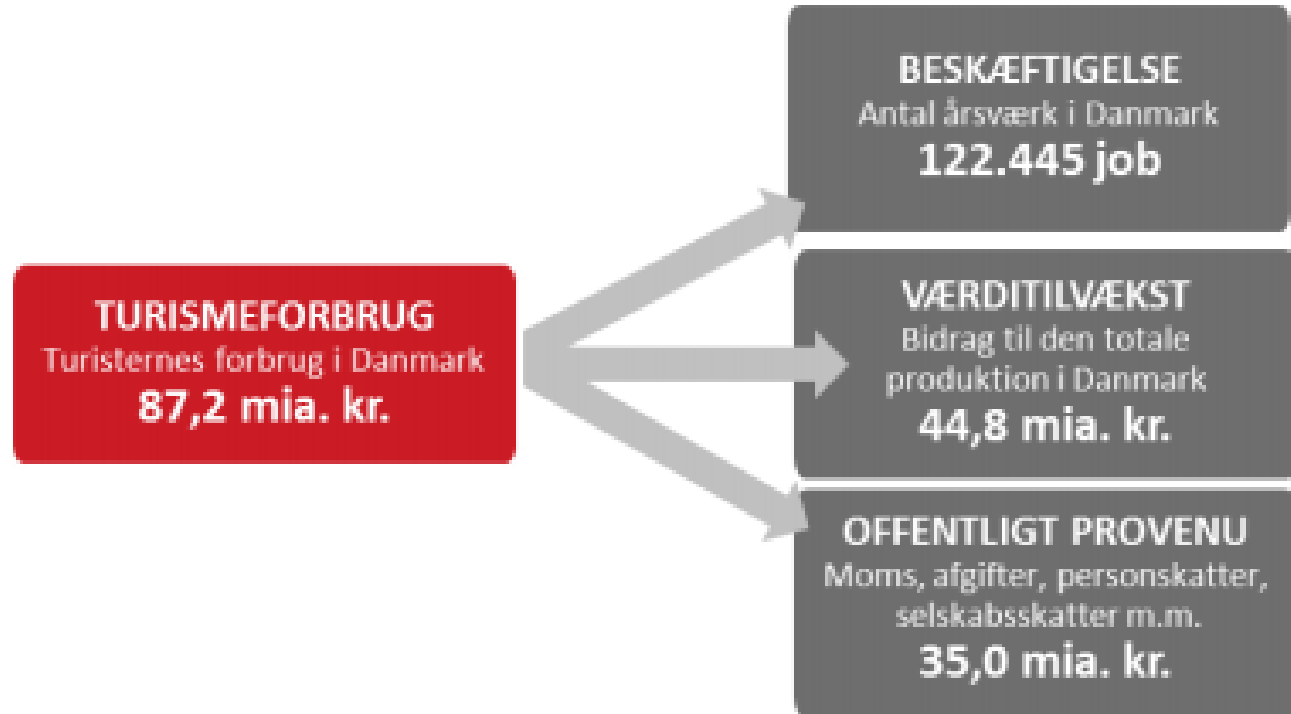 TURISMEFORBRUG
Turisternes forbrug i Danmark
87,2 mia. kr.
BESKÆFTIGELSE
Antal årsværk i Danmark
122.445 job
VÆRDITILVÆKST
Bidrag til den totale
produktion i Danmark
44,8 mia. kr.
OFFENTLIGT PROVENU
Moms, afgifter, personskatter,
selskabsskatter m.m.
35,0 mia. kr.